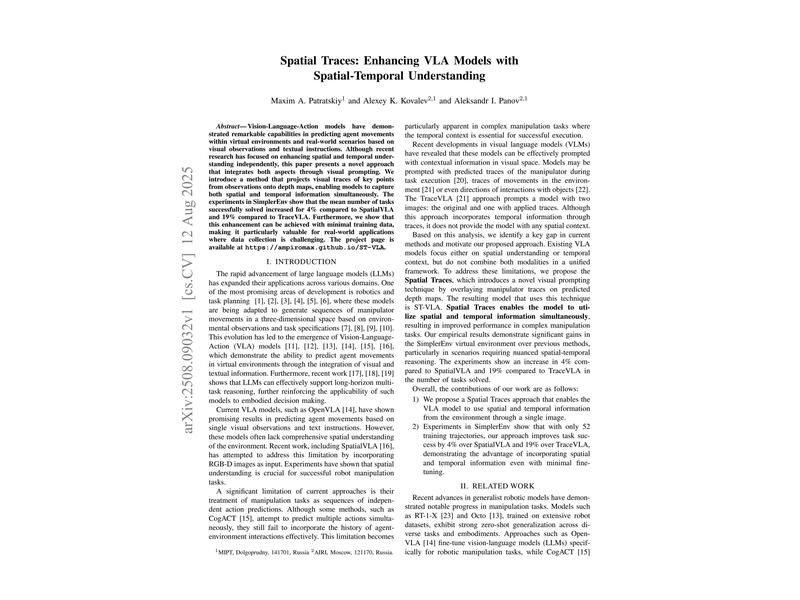 Spatial Traces: Enhancing VLA Models with
Spatial-Temporal Understanding
Maxim A. Patratskiy1 and Alexey K. Kovalev2,1 and Aleksandr I. Panov2,1
arXiv:2508.09032v1 [cs.CV] 12 Aug 2025
Abstract—Vision-Language-Action models have demon-
strated remarkable capabilities in predicting agent movements
within virtual environments and real-world scenarios based on
visual observations and textual instructions. Although recent
research has focused on enhancing spatial and temporal un-
derstanding independently, this paper presents a novel approach
that integrates both aspects through visual prompting. We
introduce a method that projects visual traces of key points
from observations onto depth maps, enabling models to capture
both spatial and temporal information simultaneously. The
experiments in SimplerEnv show that the mean number of tasks
successfully solved increased for 4% compared to SpatialVLA
and 19% compared to TraceVLA. Furthermore, we show that
this enhancement can be achieved with minimal training data,
making it particularly valuable for real-world applications
where data collection is challenging. The project page is
available at https://ampiromax.github.io/ST-VLA.
I. INTRODUCTION
The rapid advancement of large language models (LLMs)
has expanded their applications across various domains. One
of the most promising areas of development is robotics and
task planning [1], [2], [3], [4], [5], [6], where these models
are being adapted to generate sequences of manipulator
movements in a three-dimensional space based on environ-
mental observations and task specifications [7], [8], [9], [10].
This evolution has led to the emergence of Vision-Language-
Action (VLA) models [11], [12], [13], [14], [15], [16],
which demonstrate the ability to predict agent movements
in virtual environments through the integration of visual and
textual information. Furthermore, recent work [17], [18], [19]
shows that LLMs can effectively support long-horizon multi-
task reasoning, further reinforcing the applicability of such
models to embodied decision making.
Current VLA models, such as OpenVLA [14], have shown
promising results in predicting agent movements based on
single visual observations and text instructions. However,
these models often lack comprehensive spatial understanding
of the environment. Recent work, including SpatialVLA [16],
has attempted to address this limitation by incorporating
RGB-D images as input. Experiments have shown that spatial
understanding is crucial for successful robot manipulation
tasks.
A significant limitation of current approaches is their
treatment of manipulation tasks as sequences of indepen-
dent action predictions. Although some methods, such as
CogACT [15], attempt to predict multiple actions simulta-
neously, they still fail to incorporate the history of agent-
environment interactions effectively. This limitation becomes
1MIPT, Dolgoprudny, 141701, Russia 2AIRI, Moscow, 121170, Russia.
particularly apparent in complex manipulation tasks where
the temporal context is essential for successful execution.
Recent developments in visual language models (VLMs)
have revealed that these models can be effectively prompted
with contextual information in visual space. Models may be
prompted with predicted traces of the manipulator during
task execution [20], traces of movements in the environ-
ment [21] or even directions of interactions with objects [22].
The TraceVLA [21] approach prompts a model with two
images: the original and one with applied traces. Although
this approach incorporates temporal information through
traces, it does not provide the model with any spatial context.
Based on this analysis, we identify a key gap in current
methods and motivate our proposed approach. Existing VLA
models focus either on spatial understanding or temporal
context, but do not combine both modalities in a unified
framework. To address these limitations, we propose the
Spatial Traces, which introduces a novel visual prompting
technique by overlaying manipulator traces on predicted
depth maps. The resulting model that uses this technique
is ST-VLA. Spatial Traces enables the model to uti-
lize spatial and temporal information simultaneously,
resulting in improved performance in complex manipulation
tasks. Our empirical results demonstrate significant gains in
the SimplerEnv virtual environment over previous methods,
particularly in scenarios requiring nuanced spatial-temporal
reasoning. The experiments show an increase in 4% com-
pared to SpatialVLA and 19% compared to TraceVLA in
the number of tasks solved.
Overall, the contributions of our work are as follows:
1) We propose a Spatial Traces approach that enables the
VLA model to use spatial and temporal information
from the environment through a single image.
2) Experiments in SimplerEnv show that with only 52
training trajectories, our approach improves task suc-
cess by 4% over SpatialVLA and 19% over TraceVLA,
demonstrating the advantage of incorporating spatial
and temporal information even with minimal fine-
tuning.
II. RELATED WORK
Recent advances in generalist robotic models have demon-
strated notable progress in manipulation tasks. Models such
as RT-1-X [23] and Octo [13], trained on extensive robot
datasets, exhibit strong zero-shot generalization across di-
verse tasks and embodiments. Approaches such as Open-
VLA [14] fine-tune vision-language models (LLMs) specif-
ically for robotic manipulation tasks, while CogACT [15]